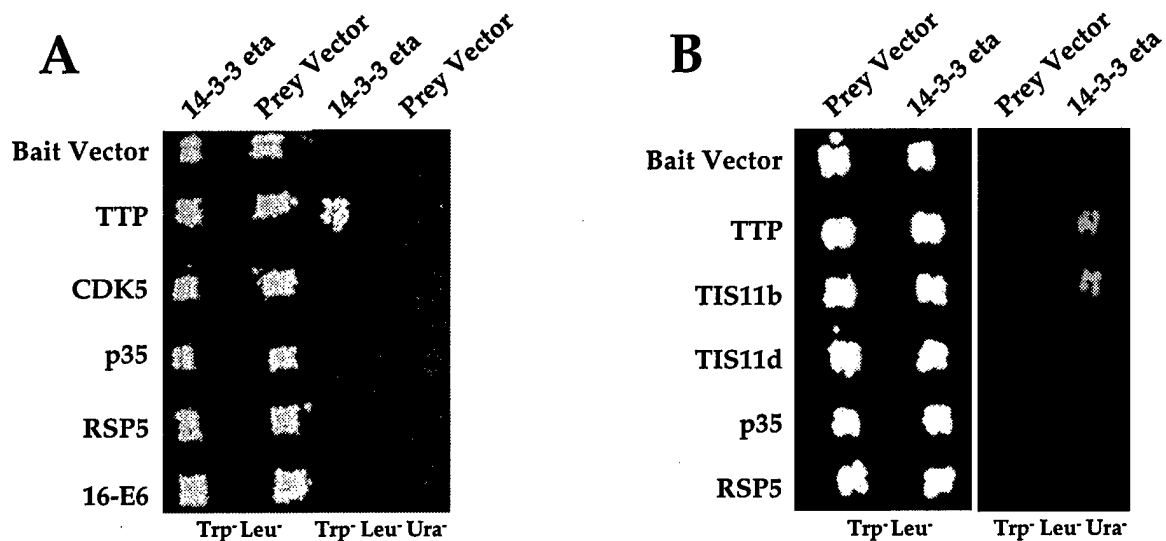 A
14-3-3 eta
Prey Vector
14-3-3 eta
Prey Vector
Bait Vector
TTP
CDK5
p35
RSP5
16-E6
Trp- Leu-
Trp- Leu- Ura-
B
Prey Vector
14-3-3 eta
Prey Vector
14-3-3 eta
Bait Vector
TTP
TIS11b
TIS11d
p35
RSP5
Trp- Leu-
Trp- Leu- Ura-